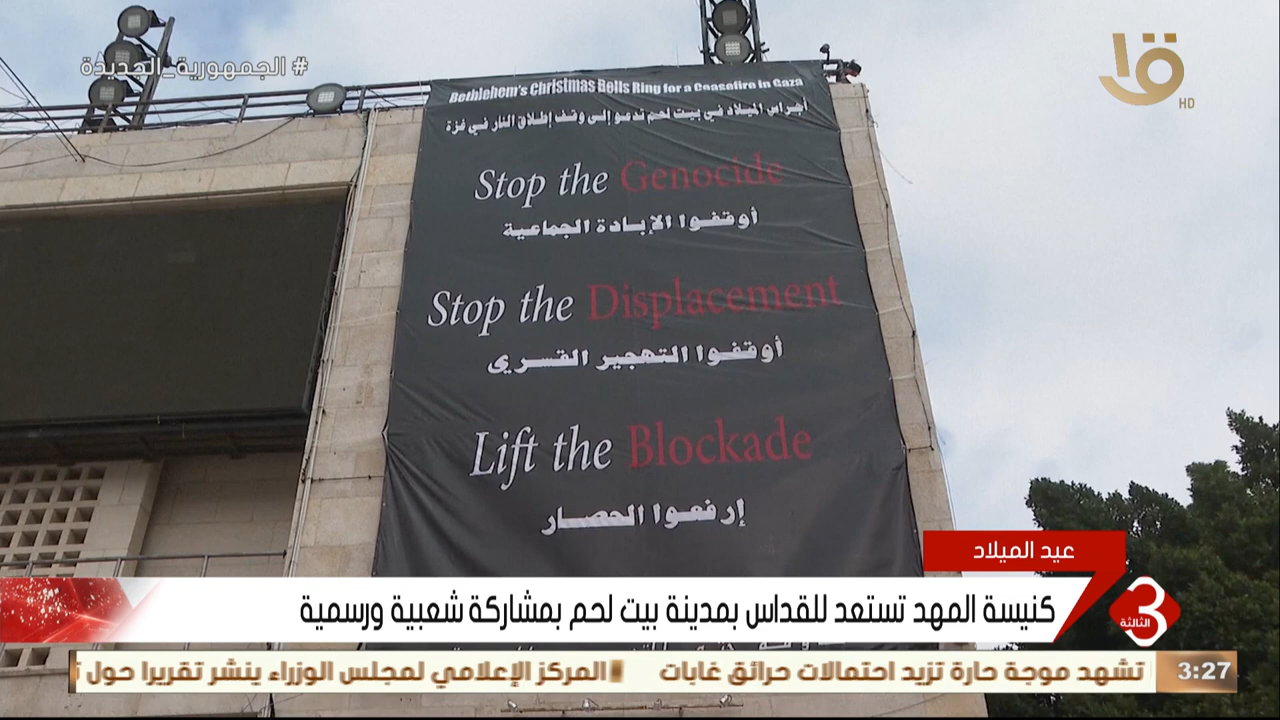 #الجمهورية_الجديدة
HD
Bethlehem's Christmas Bells Ring for a Ceasefire in Gaza
أجراس الميلاد في بيت لحم تدعو إلى وقف إطلاق النار في غزة
Stop the Genocide
أوقفوا الإبادة الجماعية
Stop the Displacement
أوقفوا التهجير القسري
Lift the Blockade
إرفعوا الحصار
عيد الميلاد
3
الثالثة
كنيسة المهد تستعد للقداس بمدينة بيت لحم بمشاركة شعبية ورسمية
3:27
تشهد موجة حارة تزيد احتمالات حرائق غابات
المركز الإعلامي لمجلس الوزراء ينشر تقريرا حول